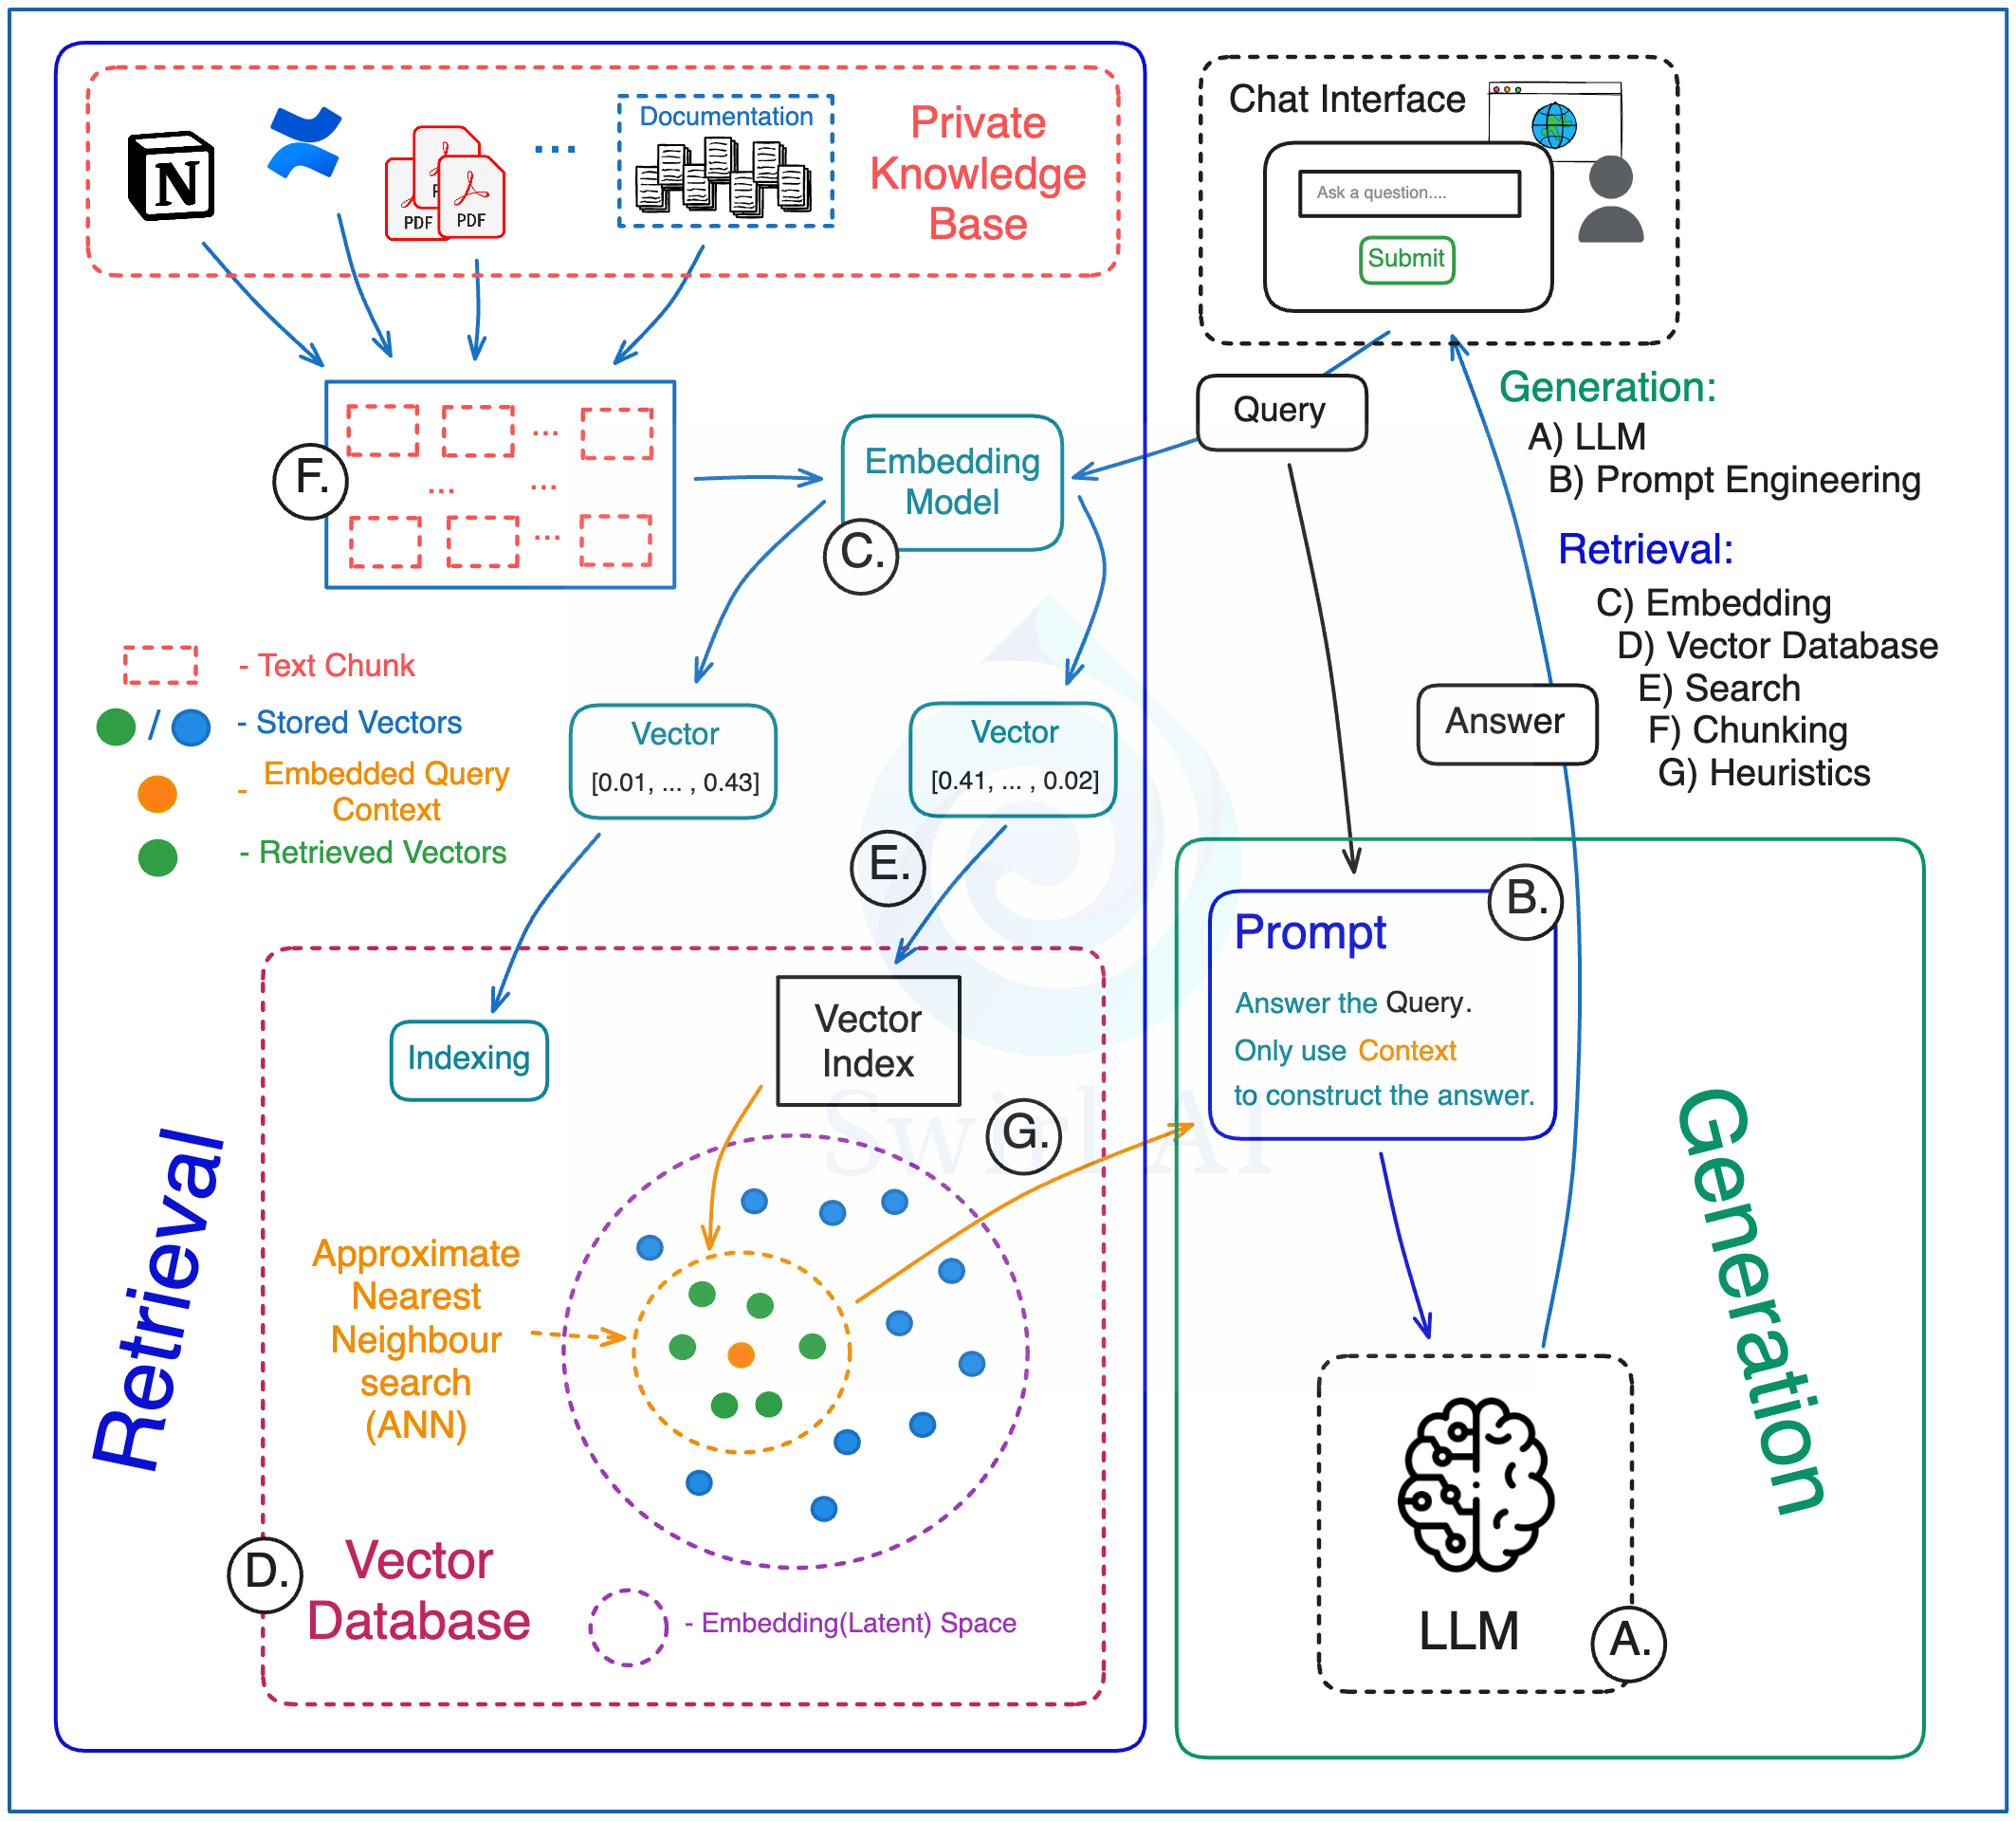 Documentation
Private
Knowledge
Base
N
PDF
PDF
...
Chat Interface
Ask a question....
Submit
Query
Generation:
A) LLM
B) Prompt Engineering
Retrieval:
C) Embedding
D) Vector Database
E) Search
F) Chunking
G) Heuristics
Answer
F.
...
... ...
...
Embedding
Model
C.
- Text Chunk
/ - Stored Vectors
- Embedded Query
Context
- Retrieved Vectors
Vector
[0.01, ... , 0.43]
Vector
[0.41, ... , 0.02]
E.
Indexing
Vector
Index
G.
Retrieval
Approximate
Nearest
Neighbour
search
(ANN)
D.
Vector
Database
- Embedding(Latent) Space
B.
Prompt
Answer the Query.
Only use Context
to construct the answer.
Generation
LLM
A.
Swirl AI